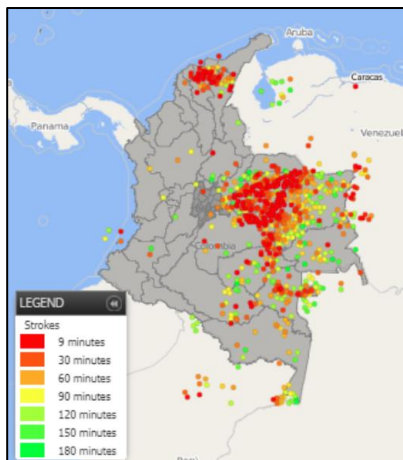 Aruba
Caracas
Panama
Venezuel
Colombia
LEGEND
Strokes
9 minutes
30 minutes
60 minutes
90 minutes
120 minutes
150 minutes
180 minutes